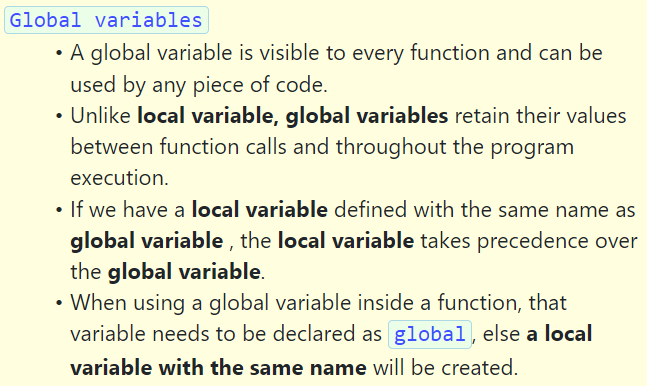 Global variables
• A global variable is visible to every function and can be
used by any piece of code.
• Unlike local variable, global variables retain their values
between function calls and throughout the program
execution.
• If we have a local variable defined with the same name as
global variable , the local variable takes precedence over
the global variable.
• When using a global variable inside a function, that
variable needs to be declared as global, else a local
variable with the same name will be created.